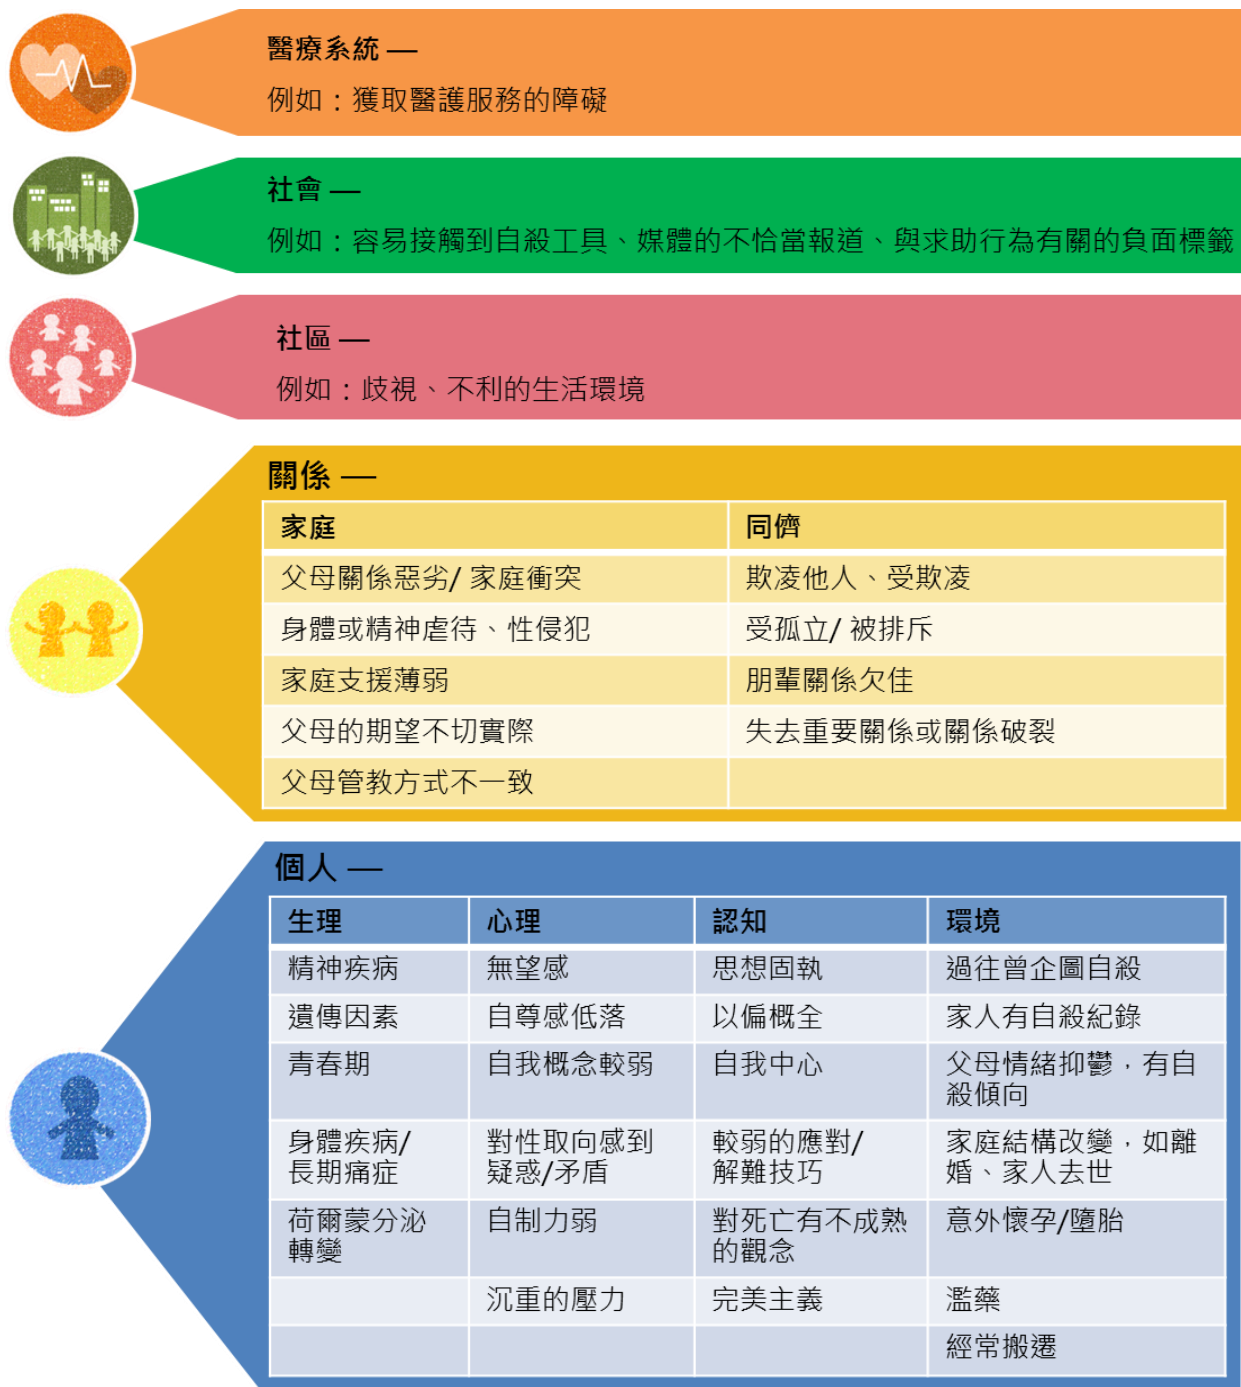 醫療系統 —
例如：獲取醫護服務的障礙
社會 —
例如：容易接觸到自殺工具、媒體的不恰當報道、與求助行為有關的負面標籤
社區 —
例如：歧視、不利的生活環境
關係 —
家庭 同儕
父母關係惡劣/ 家庭衝突 欺凌他人、受欺凌
身體或精神虐待、性侵犯 受孤立/ 被排斥
家庭支援薄弱 朋輩關係欠佳
父母的期望不切實際 失去重要關係或關係破裂
父母管教方式不一致
個人 —
生理 心理 認知 環境
精神疾病 無望感 思想固執 過往曾企圖自殺
遺傳因素 自尊感低落 以偏概全 家人有自殺紀錄
青春期 自我概念較弱 自我中心 父母情緒抑鬱，有自
殺傾向
身體疾病/ 對性取向感到 較弱的應對/ 家庭結構改變，如離
長期痛症 疑惑/矛盾 解難技巧 婚、家人去世
荷爾蒙分泌 自制力弱 對死亡有不成熟 意外懷孕/墮胎
轉變 的觀念
沉重的壓力 完美主義 濫藥
經常搬遷